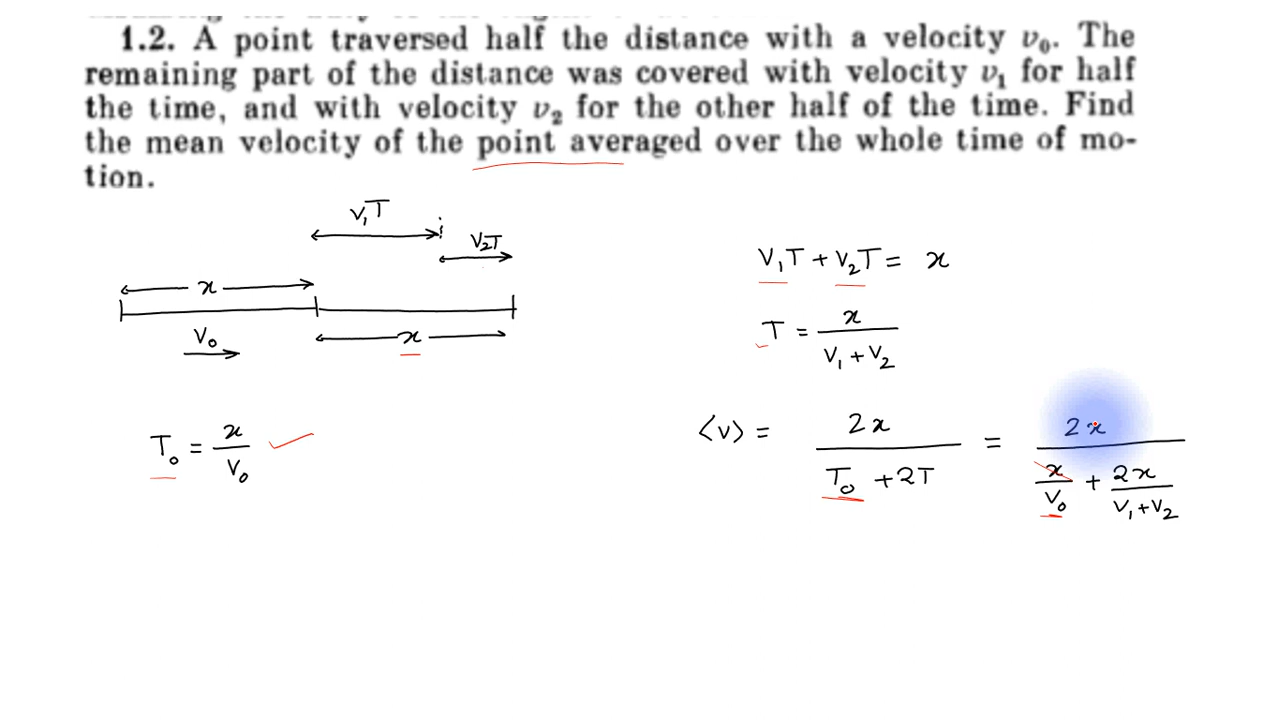 1.2. A point traversed half the distance with a velocity v₀. The
remaining part of the distance was covered with velocity v₁ for half
the time, and with velocity v₂ for the other half of the time. Find
the mean velocity of the point averaged over the whole time of mo-
tion.
V₁T
V₂T
x
V₀
x
T₀ = x/V₀
V₁T + V₂T = x
T = x/(V₁ + V₂)
⟨v⟩ = 2x/(T₀ + 2T) = 2x/(x/V₀ + 2x/(V₁+V₂))